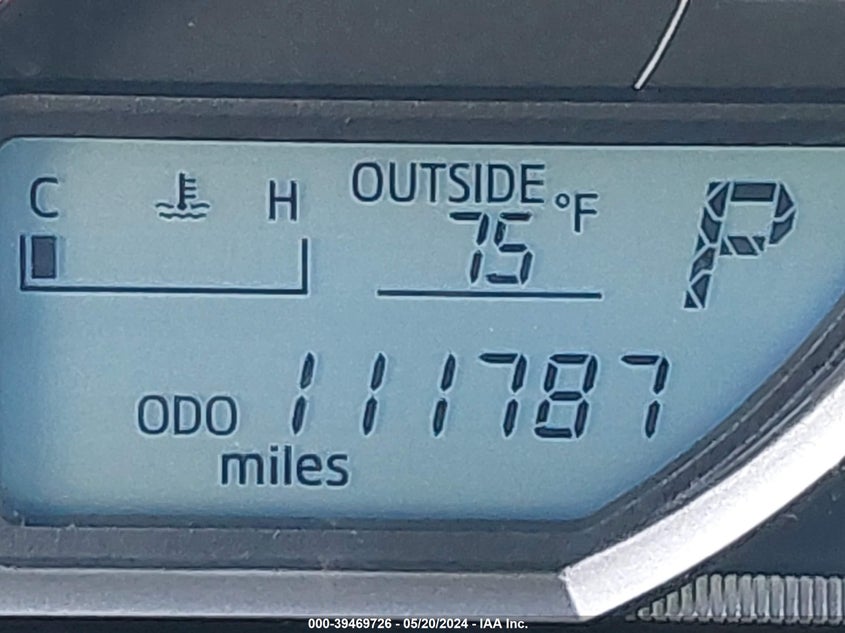 C H OUTSIDE
75 °F P
ODO 111787
miles
000-39469726 - 05/20/2024 - IAA Inc.